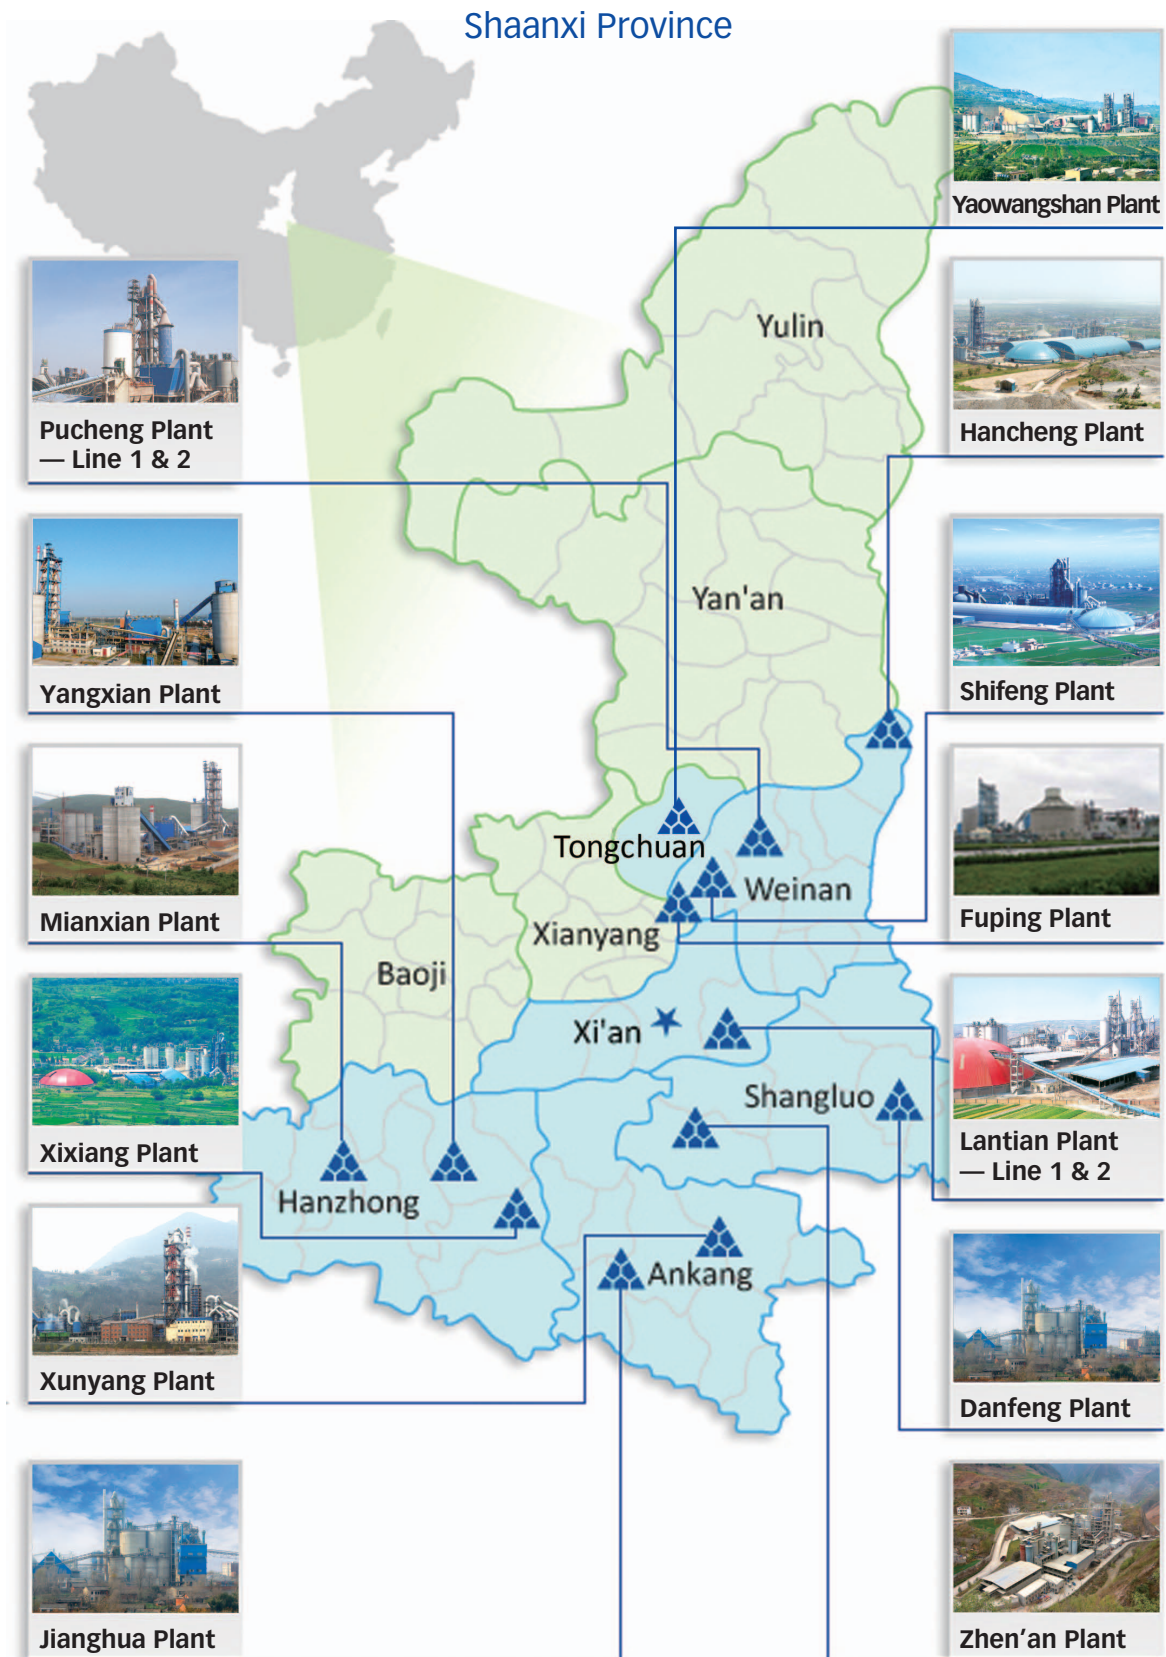 Shaanxi Province
Yaowangshan Plant
Pucheng Plant
— Line 1 & 2
Hancheng Plant
Yangxian Plant
Shifeng Plant
Mianxian Plant
Fuping Plant
Xixiang Plant
Lantian Plant
— Line 1 & 2
Xunyang Plant
Danfeng Plant
Jianghua Plant
Zhen’an Plant
Yulin
Yan'an
Tongchuan
Weinan
Xianyang
Baoji
Xi'an
Shangluo
Hanzhong
Ankang